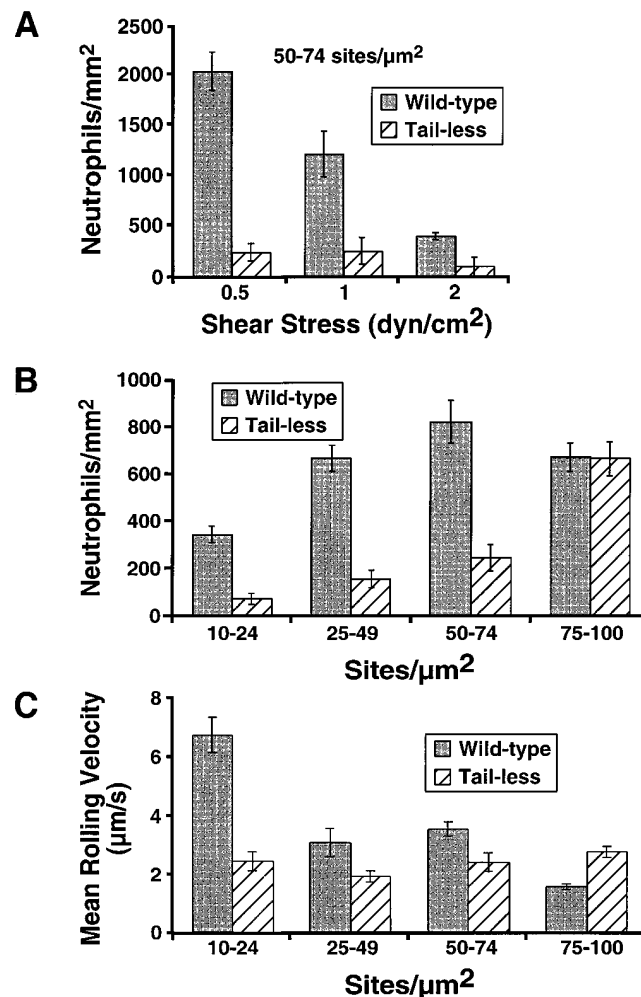 A
2500
2000
1500
1000
500
0
Neutrophils/mm2
50-74 sites/µm2
Wild-type
Tail-less
0.5 1 2
Shear Stress (dyn/cm2)
B
1000
800
600
400
200
0
Neutrophils/mm2
Wild-type
Tail-less
10-24 25-49 50-74 75-100
Sites/µm2
C
8
6
4
2
0
Mean Rolling Velocity
(µm/s)
Wild-type
Tail-less
10-24 25-49 50-74 75-100
Sites/µm2